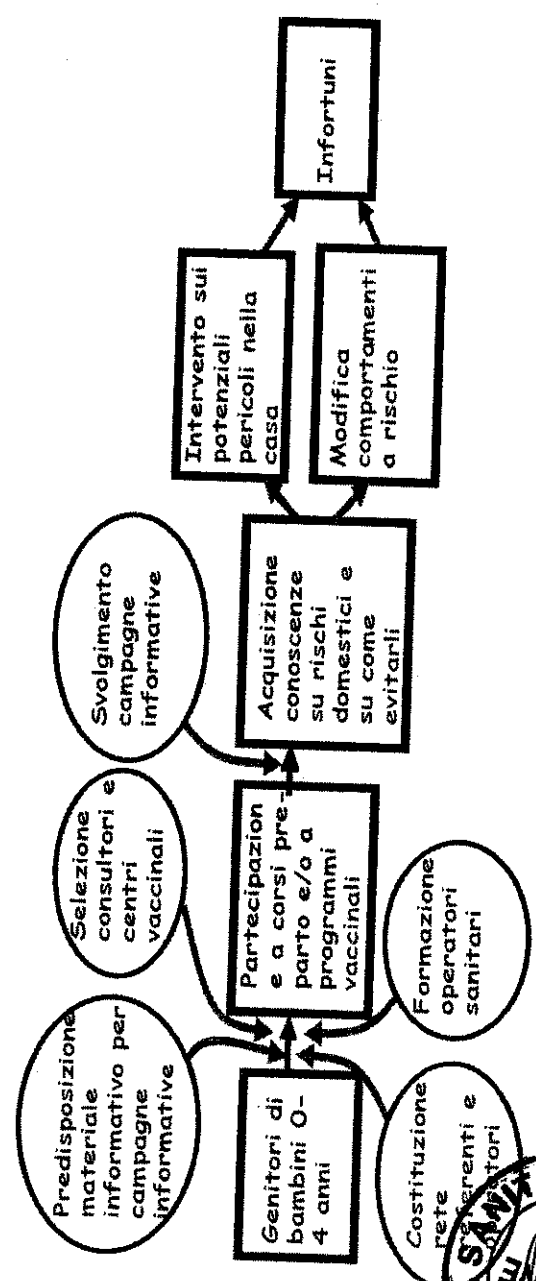 Predisposizione
materiale
informativo per
campagne
informative
Selezione
consultori e
centri
vaccinali
Svolgimento
campagne
informative
Genitori di
bambini 0-
4 anni
Partecipazion
e a corsi pre-
parto e/o a
programmi
vaccinali
Acquisizione
conoscenze
su rischi
domestici e
su come
evitarli
Intervento sui
potenziali
pericoli nella
casa
Modifica
comportamenti
a rischio
Infortuni
Costituzione
rete
referenti e
operatori
Formazione
operatori
sanitari